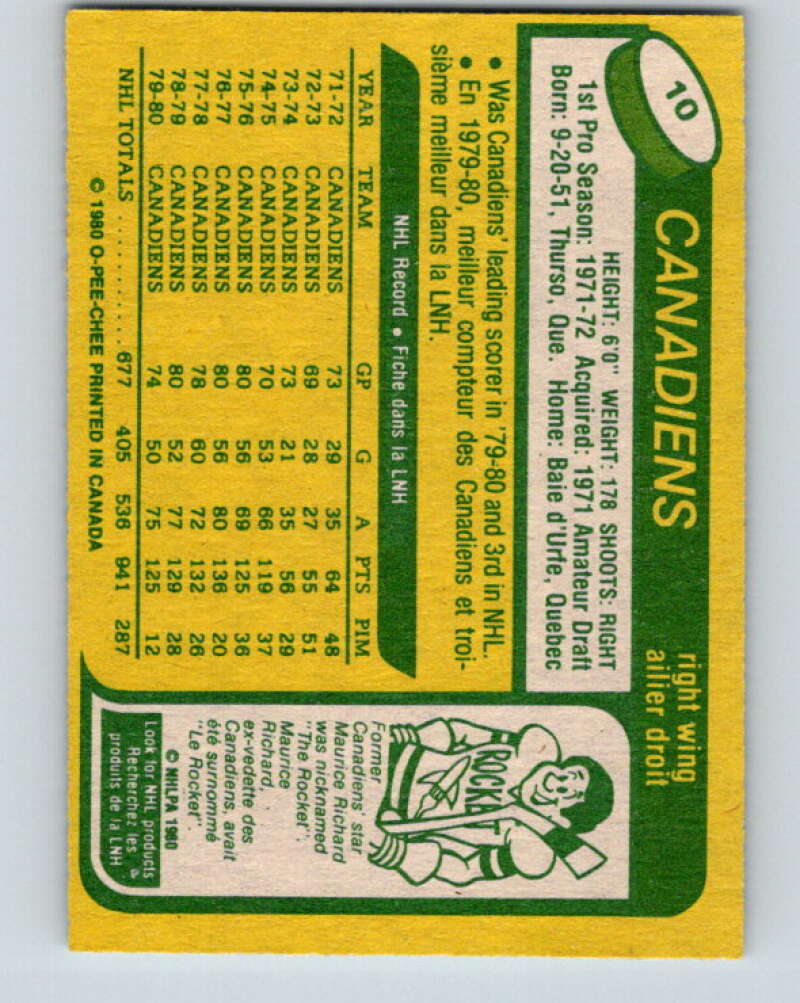 10
CANADIENS
right wing
ailier droit
HEIGHT: 6'0" WEIGHT: 178 SHOOTS: RIGHT
1st Pro Season: 1971-72 Acquired: 1971 Amateur Draft
Born: 9-20-51, Thurso, Que. Home: Baie d'Urfe, Quebec
• Was Canadiens' leading scorer in '79-80 and 3rd in NHL.
• En 1979-80, meilleur compteur des Canadiens et troi-
sième meilleur dans la LNH.
NHL Record • Fiche dans la LNH
YEAR TEAM GP G A PTS PIM
71-72 CANADIENS 73 29 35 64 48
72-73 CANADIENS 69 28 27 55 51
73-74 CANADIENS 73 21 35 56 29
74-75 CANADIENS 70 53 66 119 37
75-76 CANADIENS 80 56 69 125 36
76-77 CANADIENS 80 56 80 136 20
77-78 CANADIENS 78 60 72 132 26
78-79 CANADIENS 80 52 77 129 28
79-80 CANADIENS 74 50 75 125 12
NHL TOTALS .......... 677 405 536 941 287
© 1980 O-PEE-CHEE PRINTED IN CANADA
ROCKET
Former
Canadiens' star
Maurice Richard
was nicknamed
"The Rocket".
Maurice
Richard,
ex-vedette des
Canadiens, avait
été surnommé
"Le Rocket".
© NHLPA 1980
Look for NHL products
Recherchez les
produits de la LNH